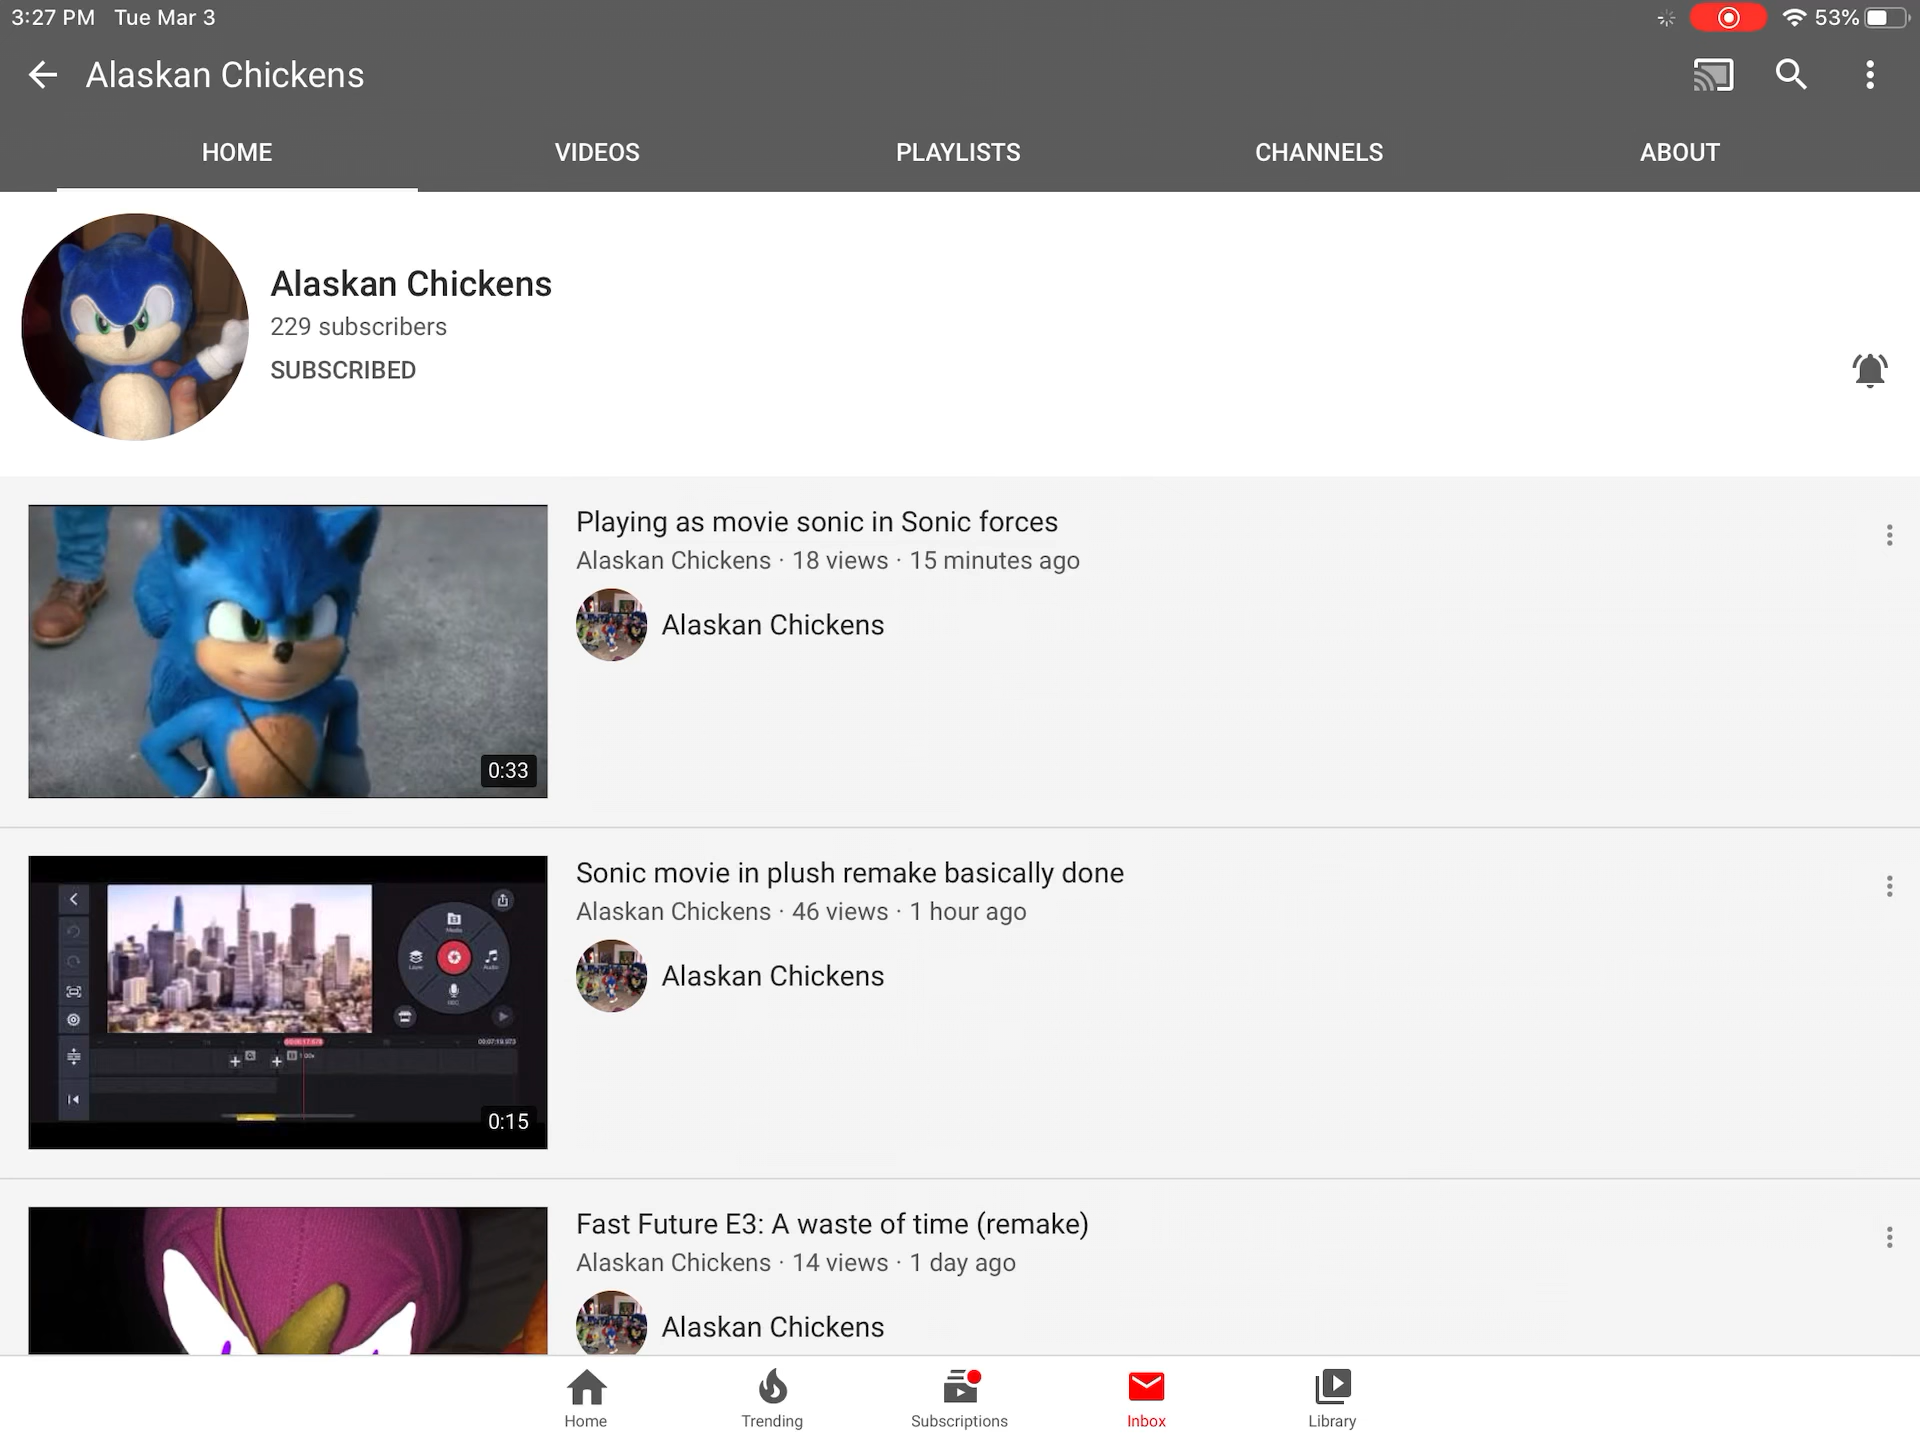 3:27 PM Tue Mar 3
53%
Alaskan Chickens
HOME
VIDEOS
PLAYLISTS
CHANNELS
ABOUT
Alaskan Chickens
229 subscribers
SUBSCRIBED
Playing as movie sonic in Sonic forces
Alaskan Chickens · 18 views · 15 minutes ago
Alaskan Chickens
0:33
Sonic movie in plush remake basically done
Alaskan Chickens · 46 views · 1 hour ago
Alaskan Chickens
Media
Layer
Audio
REC
0:15
Fast Future E3: A waste of time (remake)
Alaskan Chickens · 14 views · 1 day ago
Alaskan Chickens
Home
Trending
Subscriptions
Inbox
Library